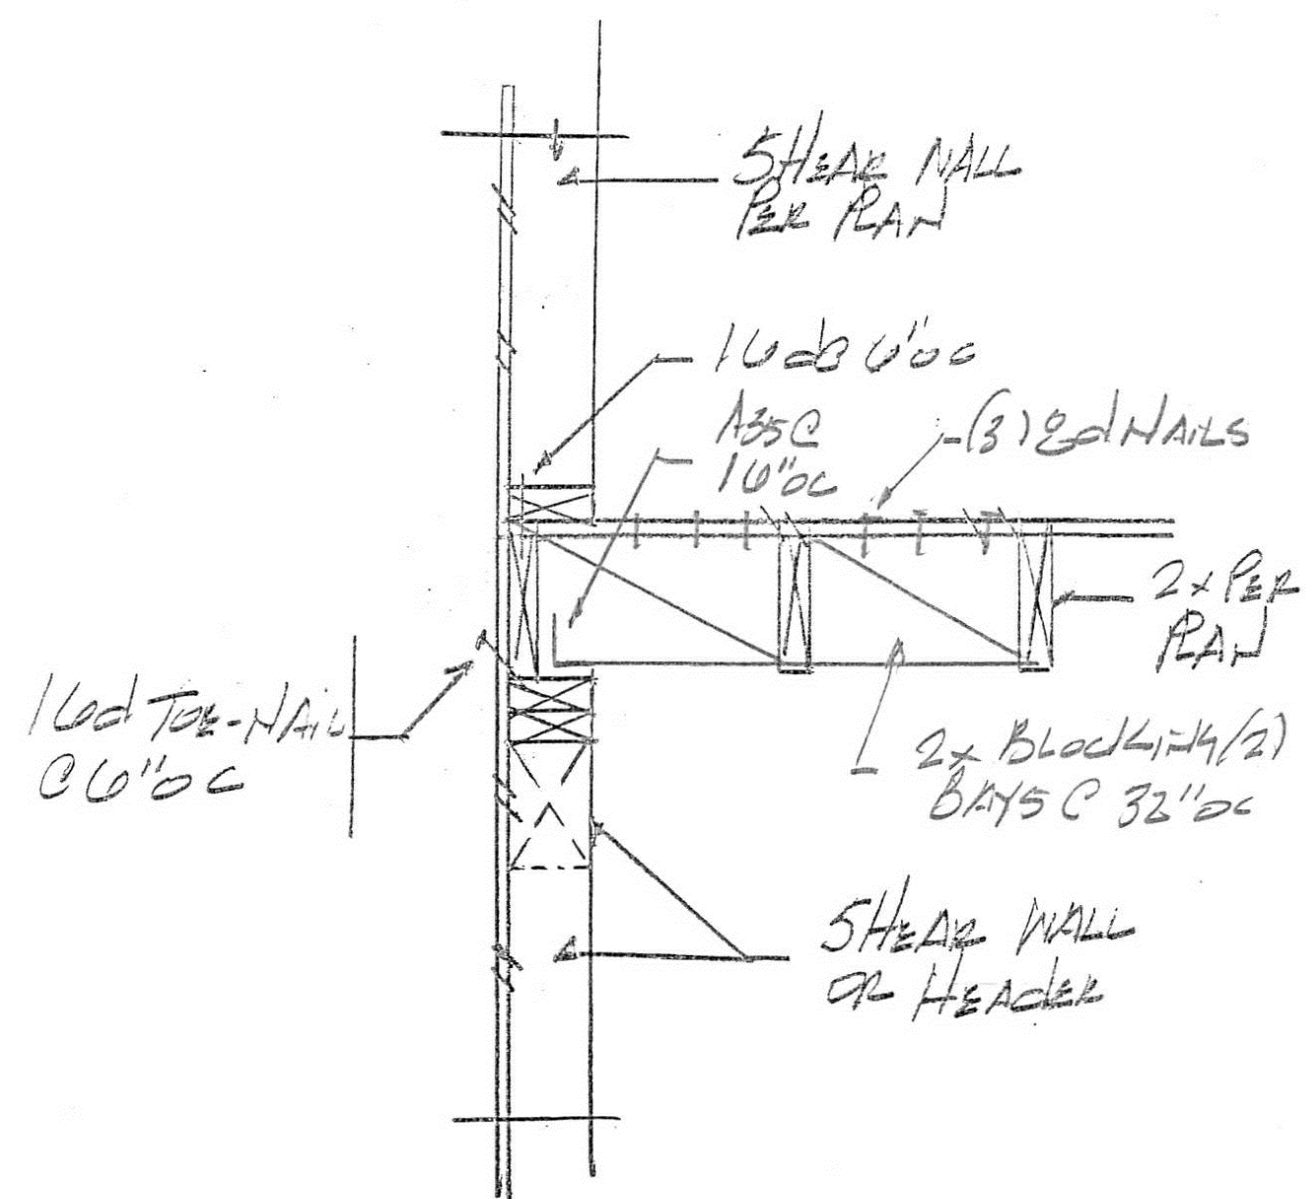 SHEAR WALL
PER PLAN
16d@ 6"oc
A35 @
16"oc
(3) 8d NAILS
2x PER
PLAN
16d TOE-NAIL
@ 6"oc
2x BLOCKING (2)
BAYS @ 32"oc
SHEAR WALL
OR HEADER